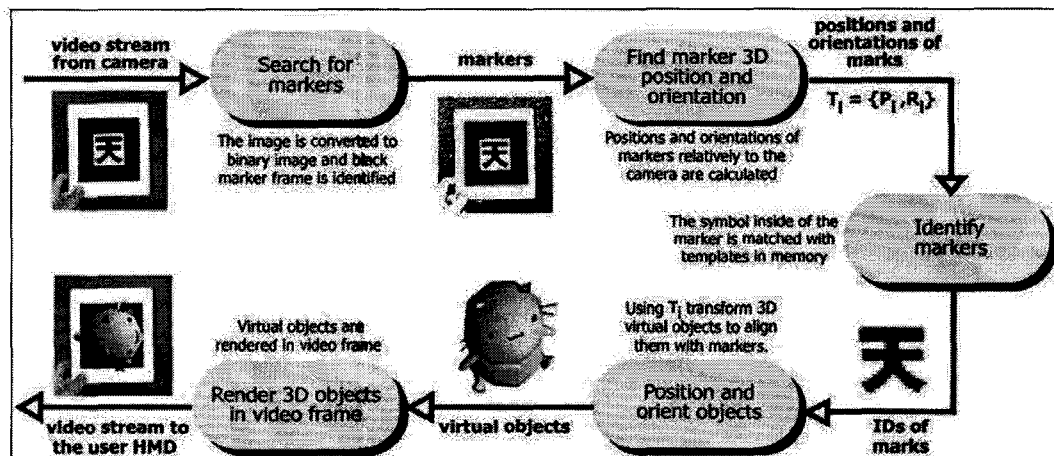 video stream
from camera
天
Search for
markers
The image is converted to
binary image and black
marker frame is identified
markers
天
Find marker 3D
position and
orientation
Positions and orientations of
markers relatively to the
camera are calculated
positions and
orientations of
marks
Ti = {Pi,Ri}
The symbol inside of the
marker is matched with
templates in memory
Identify
markers
天
IDs of
marks
Using Ti transform 3D
virtual objects to align
them with markers.
Position and
orient objects
virtual objects
Virtual objects are
rendered in video frame
Render 3D objects
in video frame
video stream to
the user HMD